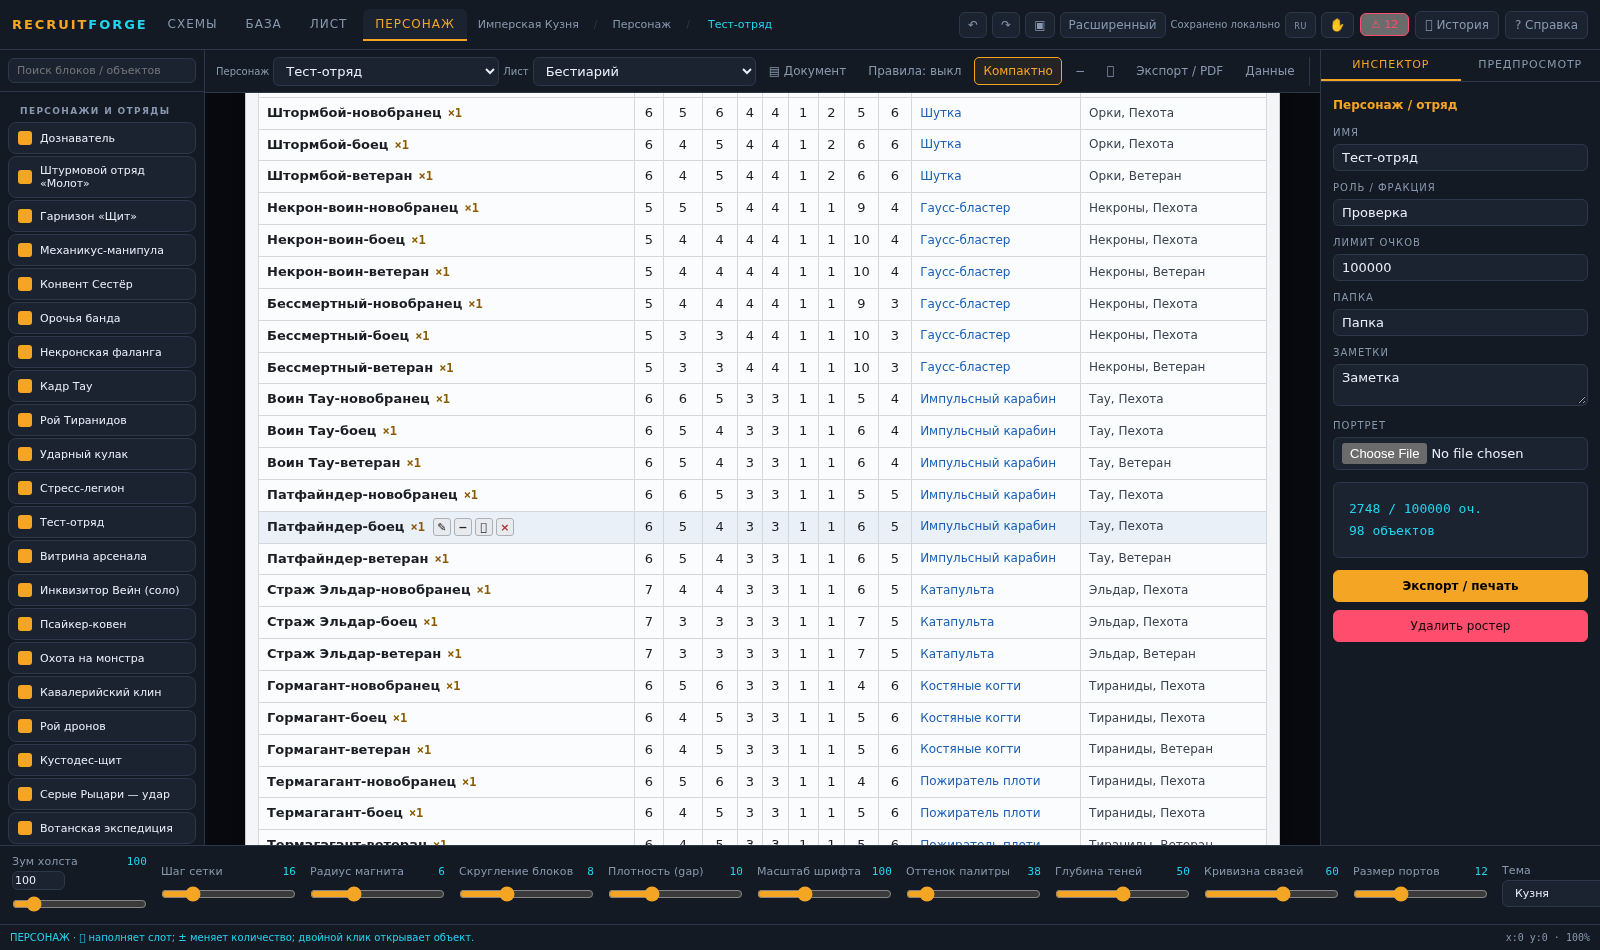 RECRUITFORGE СХЕМЫ БАЗА ЛИСТ ПЕРСОНАЖ Имперская Кузня / Персонаж / Тест-отряд ↶ ↷ ▣ Расширенный Сохранено локально RU ✋ ⚠ 12 История ? Справка
Поиск блоков / объектов
Персонаж Тест-отряд Лист Бестиарий ▤ Документ Правила: выкл Компактно − Экспорт / PDF Данные
ИНСПЕКТОР ПРЕДПРОСМОТР
ПЕРСОНАЖИ И ОТРЯДЫ
Дознаватель
Штурмовой отряд
«Молот»
Гарнизон «Щит»
Механикус-манипула
Конвент Сестёр
Орочья банда
Некронская фаланга
Кадр Тау
Рой Тиранидов
Ударный кулак
Стресс-легион
Тест-отряд
Витрина арсенала
Инквизитор Вейн (соло)
Псайкер-ковен
Охота на монстра
Кавалерийский клин
Рой дронов
Кустодес-щит
Серые Рыцари — удар
Вотанская экспедиция
Штормбой-новобранец ×1 6 5 6 4 4 1 2 5 6 Шутка Орки, Пехота
Штормбой-боец ×1 6 4 5 4 4 1 2 6 6 Шутка Орки, Пехота
Штормбой-ветеран ×1 6 4 5 4 4 1 2 6 6 Шутка Орки, Ветеран
Некрон-воин-новобранец ×1 5 5 5 4 4 1 1 9 4 Гаусс-бластер Некроны, Пехота
Некрон-воин-боец ×1 5 4 4 4 4 1 1 10 4 Гаусс-бластер Некроны, Пехота
Некрон-воин-ветеран ×1 5 4 4 4 4 1 1 10 4 Гаусс-бластер Некроны, Ветеран
Бессмертный-новобранец ×1 5 4 4 4 4 1 1 9 3 Гаусс-бластер Некроны, Пехота
Бессмертный-боец ×1 5 3 3 4 4 1 1 10 3 Гаусс-бластер Некроны, Пехота
Бессмертный-ветеран ×1 5 3 3 4 4 1 1 10 3 Гаусс-бластер Некроны, Ветеран
Воин Тау-новобранец ×1 6 6 5 3 3 1 1 5 4 Импульсный карабин Тау, Пехота
Воин Тау-боец ×1 6 5 4 3 3 1 1 6 4 Импульсный карабин Тау, Пехота
Воин Тау-ветеран ×1 6 5 4 3 3 1 1 6 4 Импульсный карабин Тау, Ветеран
Патфайндер-новобранец ×1 6 6 5 3 3 1 1 5 5 Импульсный карабин Тау, Пехота
Патфайндер-боец ×1 ✎ − × 6 5 4 3 3 1 1 6 5 Импульсный карабин Тау, Пехота
Патфайндер-ветеран ×1 6 5 4 3 3 1 1 6 5 Импульсный карабин Тау, Ветеран
Страж Эльдар-новобранец ×1 7 4 4 3 3 1 1 6 5 Катапульта Эльдар, Пехота
Страж Эльдар-боец ×1 7 3 3 3 3 1 1 7 5 Катапульта Эльдар, Пехота
Страж Эльдар-ветеран ×1 7 3 3 3 3 1 1 7 5 Катапульта Эльдар, Ветеран
Гормагант-новобранец ×1 6 5 6 3 3 1 1 4 6 Костяные когти Тираниды, Пехота
Гормагант-боец ×1 6 4 5 3 3 1 1 5 6 Костяные когти Тираниды, Пехота
Гормагант-ветеран ×1 6 4 5 3 3 1 1 5 6 Костяные когти Тираниды, Ветеран
Термагагант-новобранец ×1 6 5 6 3 3 1 1 4 6 Пожиратель плоти Тираниды, Пехота
Термагагант-боец ×1 6 4 5 3 3 1 1 5 6 Пожиратель плоти Тираниды, Пехота
Термагагант-ветеран ×1 6 4 5 3 3 1 1 5 6 Пожиратель плоти Тираниды, Ветеран
Персонаж / отряд
ИМЯ
Тест-отряд
РОЛЬ / ФРАКЦИЯ
Проверка
ЛИМИТ ОЧКОВ
100000
ПАПКА
Папка
ЗАМЕТКИ
Заметка
ПОРТРЕТ
Choose File No file chosen
2748 / 100000 оч.
98 объектов
Экспорт / печать
Удалить ростер
Зум холста 100
100
Шаг сетки 16
Радиус магнита 6
Скругление блоков 8
Плотность (gap) 10
Масштаб шрифта 100
Оттенок палитры 38
Глубина теней 50
Кривизна связей 60
Размер портов 12
Тема
Кузня
ПЕРСОНАЖ · наполняет слот; ± меняет количество; двойной клик открывает объект.
x:0 y:0 · 100%